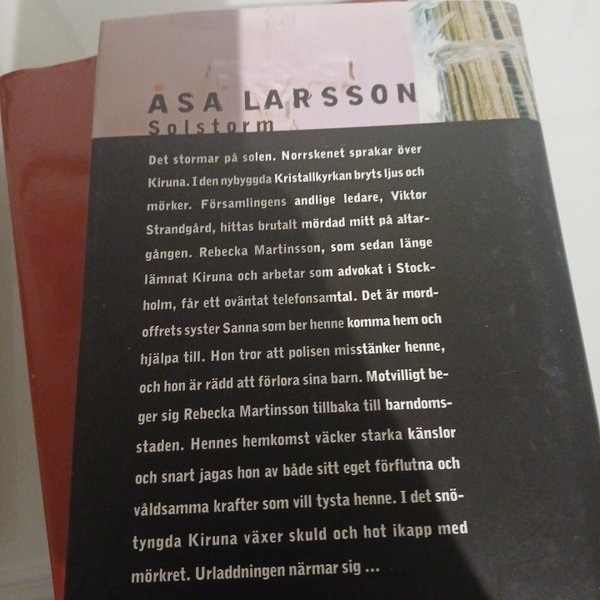 ÅSA LARSSON
Solstorm
Det stormar på solen. Norrskenet sprakar över
Kiruna. I den nybyggda Kristallkyrkan bryts ljus och
mörker. Församlingens andlige ledare, Viktor
Strandgård, hittas brutalt mördad mitt på altar-
gången. Rebecka Martinsson, som sedan länge
lämnat Kiruna och arbetar som advokat i Stock-
holm, får ett oväntat telefonsamtal. Det är mord-
offrets syster Sanna som ber henne komma hem och
hjälpa till. Hon tror att polisen misstänker henne,
och hon är rädd att förlora sina barn. Motvilligt be-
ger sig Rebecka Martinsson tillbaka till barndoms-
staden. Hennes hemkomst väcker starka känslor
och snart jagas hon av både sitt eget förflutna och
våldsamma krafter som vill tysta henne. I det snö-
tyngda Kiruna växer skuld och hot ikapp med
mörkret. Urladdningen närmar sig ...